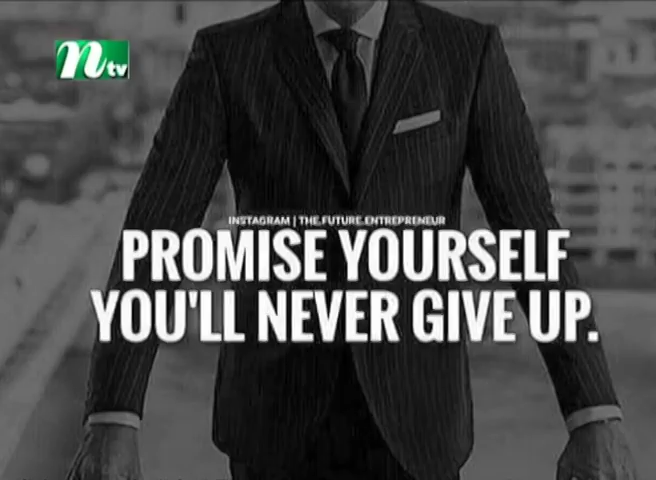 ntv
INSTAGRAM | THE.FUTURE.ENTREPRENEUR
PROMISE YOURSELF
YOU'LL NEVER GIVE UP.